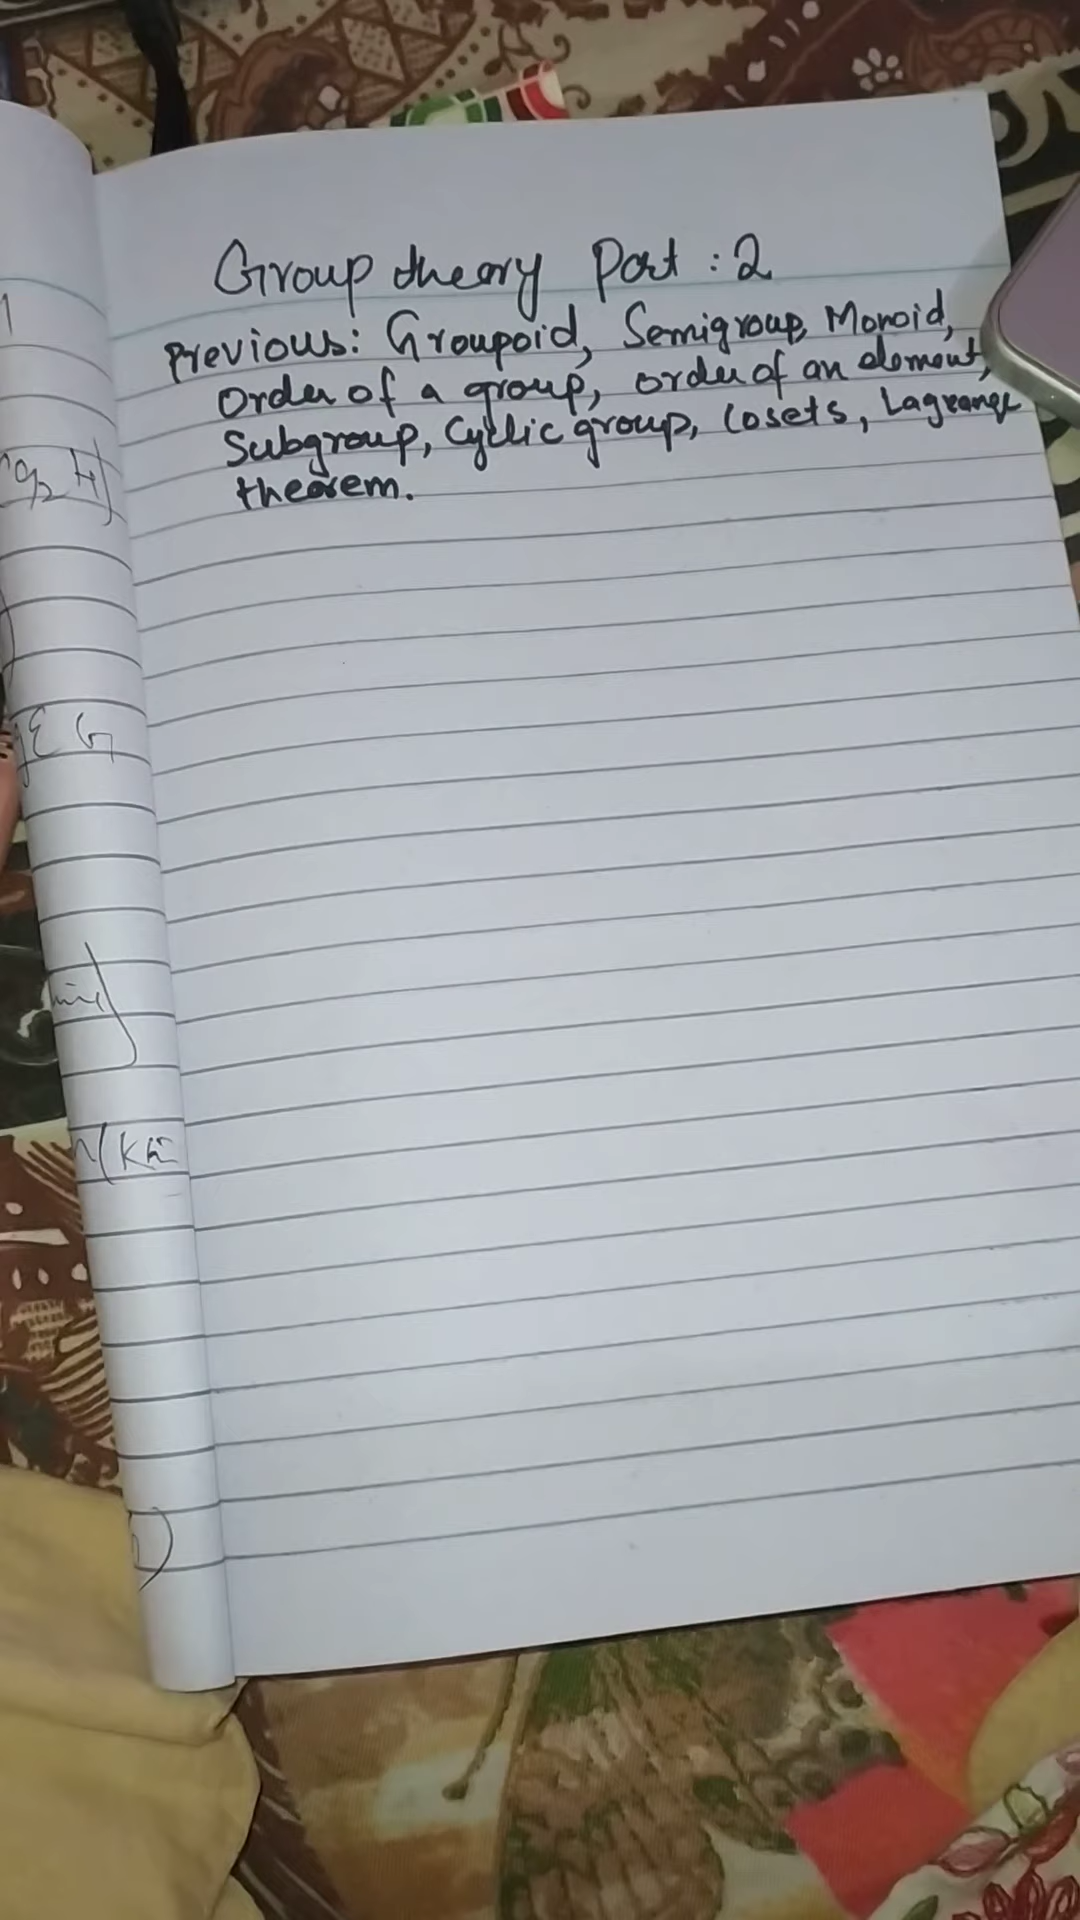 Group theory Part : 2
Previous: Groupoid, Semigroup, Monoid,
Order of a group, order of an element,
Subgroup, Cyclic group, Cosets, Lagrange
theorem.
g2 H
∈ G